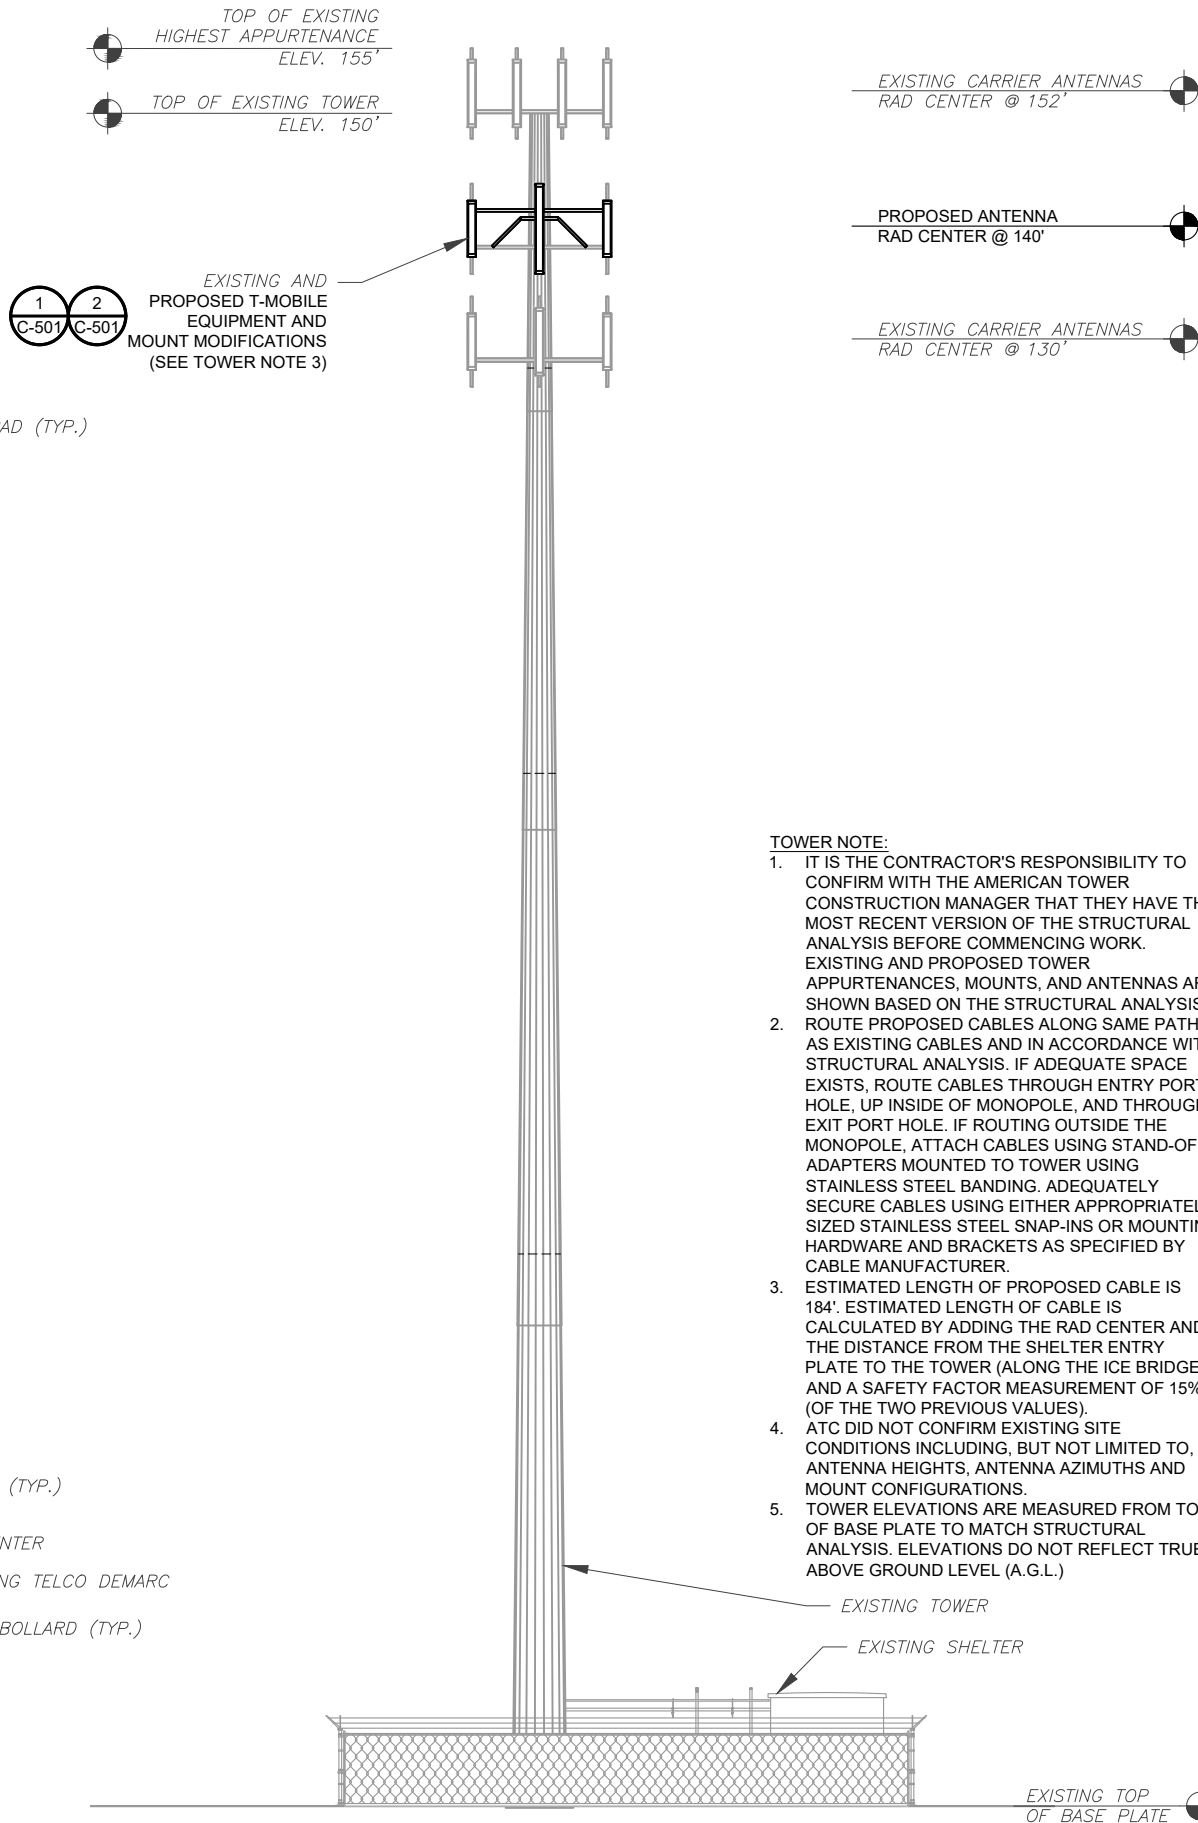 TOP OF EXISTING
HIGHEST APPURTENANCE
ELEV. 155'
TOP OF EXISTING TOWER
ELEV. 150'
EXISTING CARRIER ANTENNAS
RAD CENTER @ 152'
PROPOSED ANTENNA
RAD CENTER @ 140'
EXISTING AND
PROPOSED T-MOBILE
EQUIPMENT AND
MOUNT MODIFICATIONS
(SEE TOWER NOTE 3)
1
C-501
2
C-501
EXISTING CARRIER ANTENNAS
RAD CENTER @ 130'
(TYP.)
TOWER NOTE:
1. IT IS THE CONTRACTOR'S RESPONSIBILITY TO
CONFIRM WITH THE AMERICAN TOWER
CONSTRUCTION MANAGER THAT THEY HAVE
MOST RECENT VERSION OF THE STRUCTURAL
ANALYSIS BEFORE COMMENCING WORK.
EXISTING AND PROPOSED TOWER
APPURTENANCES, MOUNTS, AND ANTENNAS
SHOWN BASED ON THE STRUCTURAL ANALYSIS
2. ROUTE PROPOSED CABLES ALONG SAME PATH
AS EXISTING CABLES AND IN ACCORDANCE
STRUCTURAL ANALYSIS. IF ADEQUATE SPACE
EXISTS, ROUTE CABLES THROUGH ENTRY PORT
HOLE, UP INSIDE OF MONOPOLE, AND
EXIT PORT HOLE. IF ROUTING OUTSIDE THE
MONOPOLE, ATTACH CABLES USING
ADAPTERS MOUNTED TO TOWER USING
STAINLESS STEEL BANDING. ADEQUATELY
SECURE CABLES USING EITHER
SIZED STAINLESS STEEL SNAP-INS OR
HARDWARE AND BRACKETS AS SPECIFIED BY
CABLE MANUFACTURER.
3. ESTIMATED LENGTH OF PROPOSED CABLE IS
184'. ESTIMATED LENGTH OF CABLE IS
CALCULATED BY ADDING THE RAD CENTER AND
THE DISTANCE FROM THE SHELTER ENTRY
PLATE TO THE TOWER (ALONG THE ICE BRIDGE
AND A SAFETY FACTOR MEASUREMENT OF 15%
(OF THE TWO PREVIOUS VALUES).
4. ATC DID NOT CONFIRM EXISTING SITE
CONDITIONS INCLUDING, BUT NOT LIMITED TO,
ANTENNA HEIGHTS, ANTENNA AZIMUTHS AND
MOUNT CONFIGURATIONS.
5. TOWER ELEVATIONS ARE MEASURED FROM
OF BASE PLATE TO MATCH STRUCTURAL
ANALYSIS. ELEVATIONS DO NOT REFLECT TRUE
ABOVE GROUND LEVEL (A.G.L.)
(TYP.)
TELCO DEMARC
BOLLARD (TYP.)
EXISTING TOWER
EXISTING SHELTER
EXISTING TOP
OF BASE PLATE